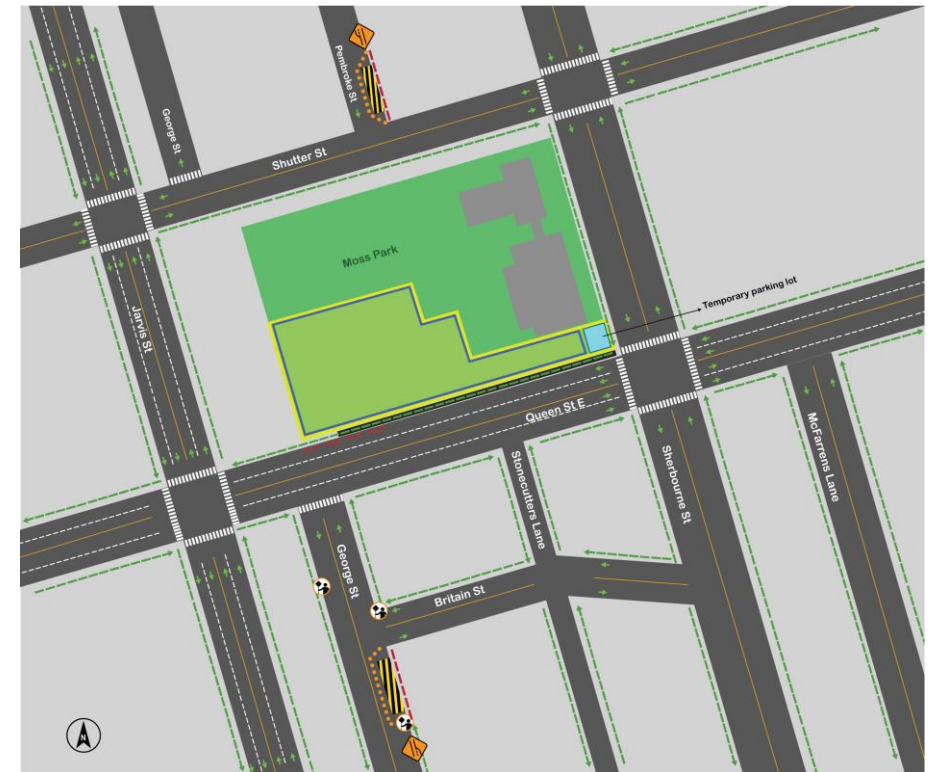 Pembroke St
George St
Shutter St
Moss Park
Temporary parking lot
Jarvis St
Queen St E
Stonecutters Lane
Sherbourne St
McFarrens Lane
George St
Britain St
N